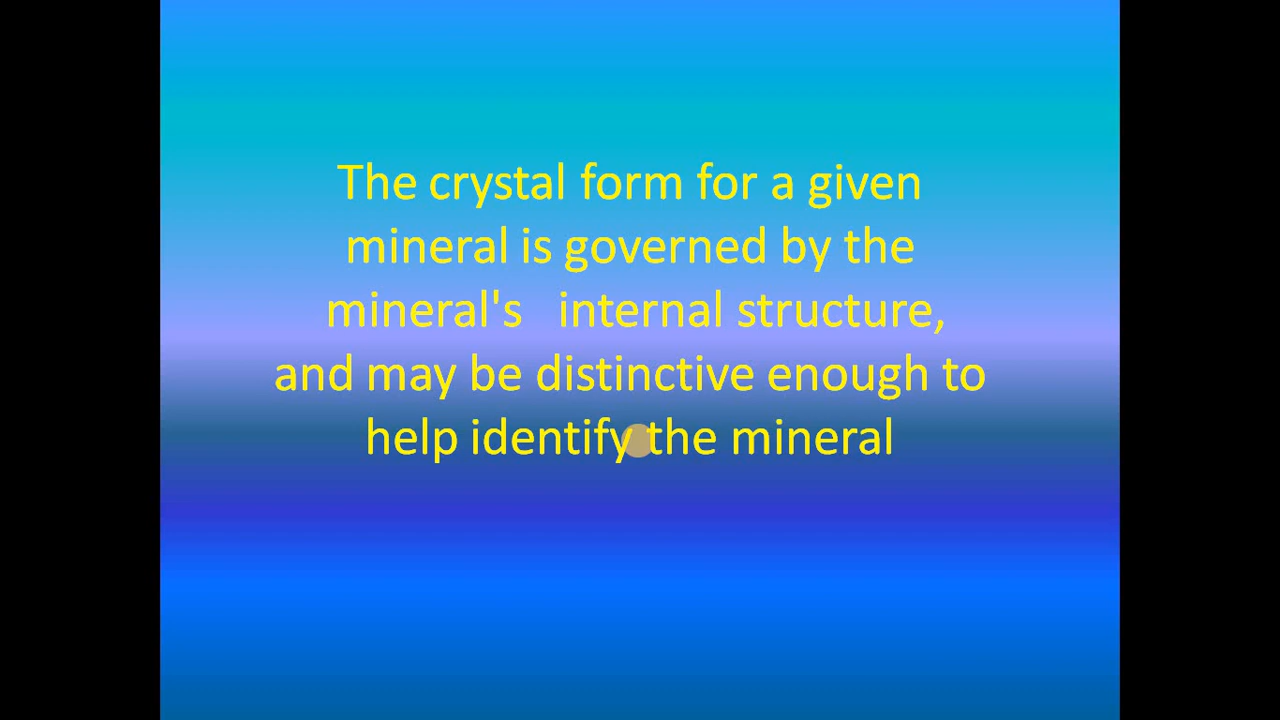 The crystal form for a given
mineral is governed by the
mineral's   internal structure,
and may be distinctive enough to
help identify the mineral